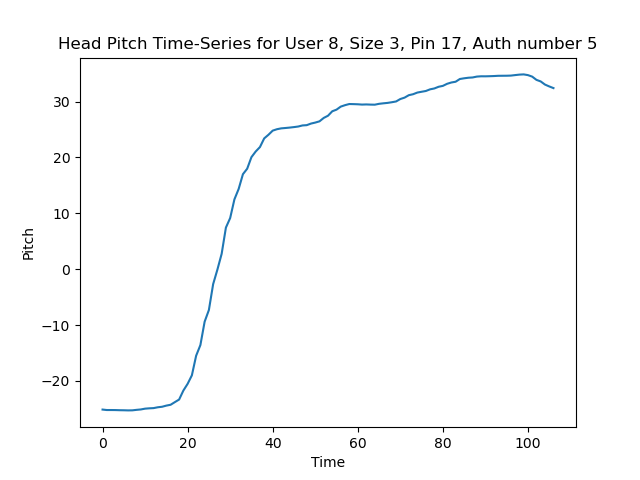 Head Pitch Time-Series for User 8, Size 3, Pin 17, Auth number 5
30
20
10
0
−10
−20
Pitch
0 20 40 60 80 100
Time